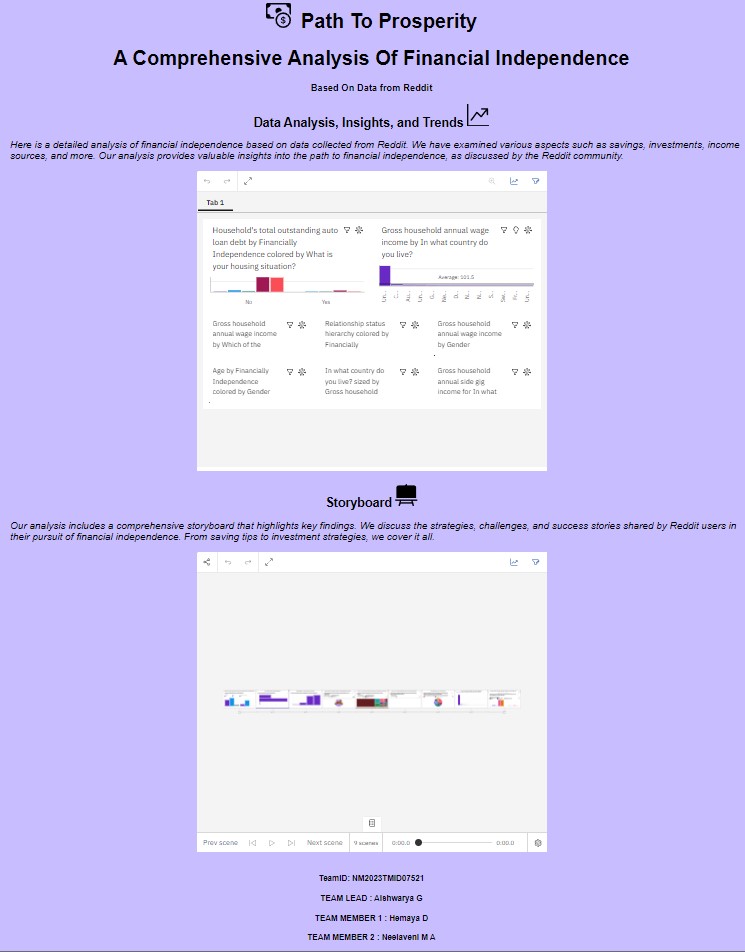 Path To Prosperity
A Comprehensive Analysis Of Financial Independence
Based On Data from Reddit
Data Analysis, Insights, and Trends
Here is a detailed analysis of financial independence based on data collected from Reddit. We have examined various aspects such as savings, investments, income
sources, and more. Our analysis provides valuable insights into the path to financial independence, as discussed by the Reddit community.
Tab 1
Household's total outstanding auto
loan debt by Financially
Independence colored by What is
your housing situation?
No
Yes
Gross household annual wage
income by In what country do
you live?
Average: 101.5
Un...
C...
Au...
Un...
G...
Ne...
D...
N...
N...
S...
Swi...
Fr...
Un...
Gross household
annual wage income
by Which of the
Relationship status
hierarchy colored by
Financially
Gross household
annual wage income
by Gender
Age by Financially
Independence
colored by Gender
In what country do
you live? sized by
Gross household
Gross household
annual side gig
income for In what
Storyboard
Our analysis includes a comprehensive storyboard that highlights key findings. We discuss the strategies, challenges, and success stories shared by Reddit users in
their pursuit of financial independence. From saving tips to investment strategies, we cover it all.
Prev scene
Next scene
9 scenes
0:00.0
0:00.0
TeamID: NM2023TMID07521
TEAM LEAD : Aishwarya G
TEAM MEMBER 1 : Hemaya D
TEAM MEMBER 2 : Neelaveni M A